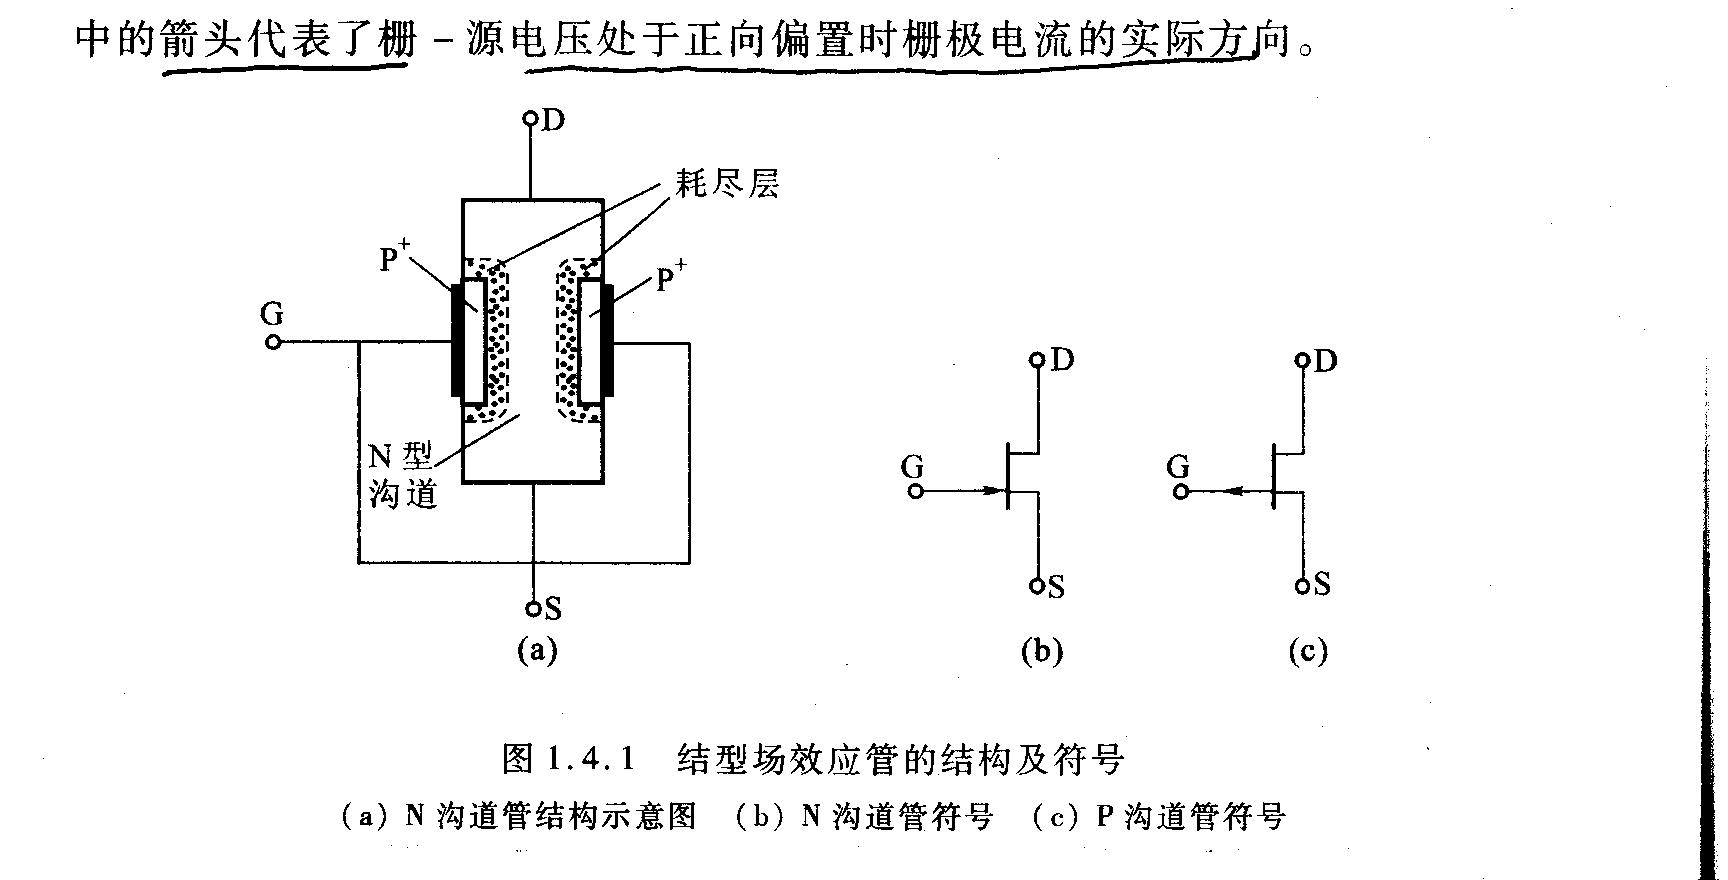 中的箭头代表了栅－源电压处于正向偏置时栅极电流的实际方向。
D
耗尽层
P⁺
P⁺
G
N型
沟道
S
(a)
D
G
S
(b)
D
G
S
(c)
图1.4.1 结型场效应管的结构及符号
(a) N沟道管结构示意图 (b) N沟道管符号 (c) P沟道管符号